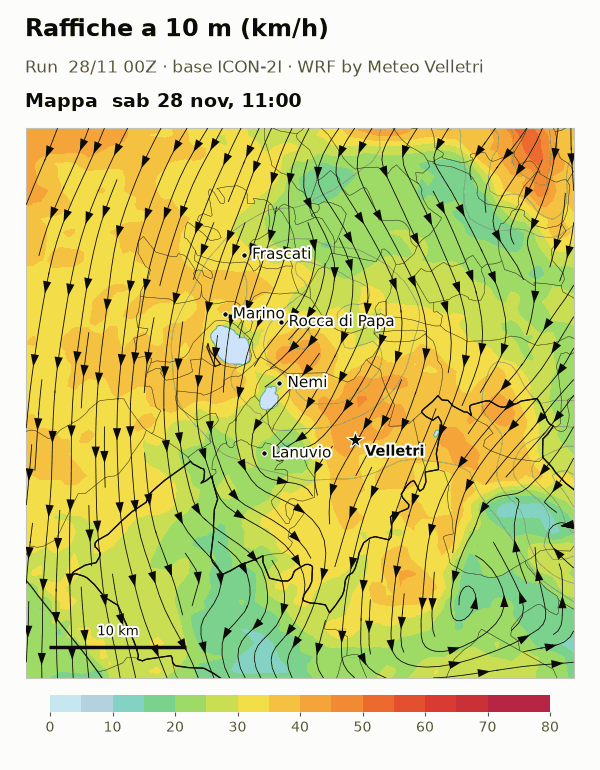 Raffiche a 10 m (km/h)
Run  28/11 00Z · base ICON-2I · WRF by Meteo Velletri
Mappa  sab 28 nov, 11:00
Frascati
Marino
Rocca di Papa
Nemi
Velletri
Lanuvio
10 km
0 10 20 30 40 50 60 70 80